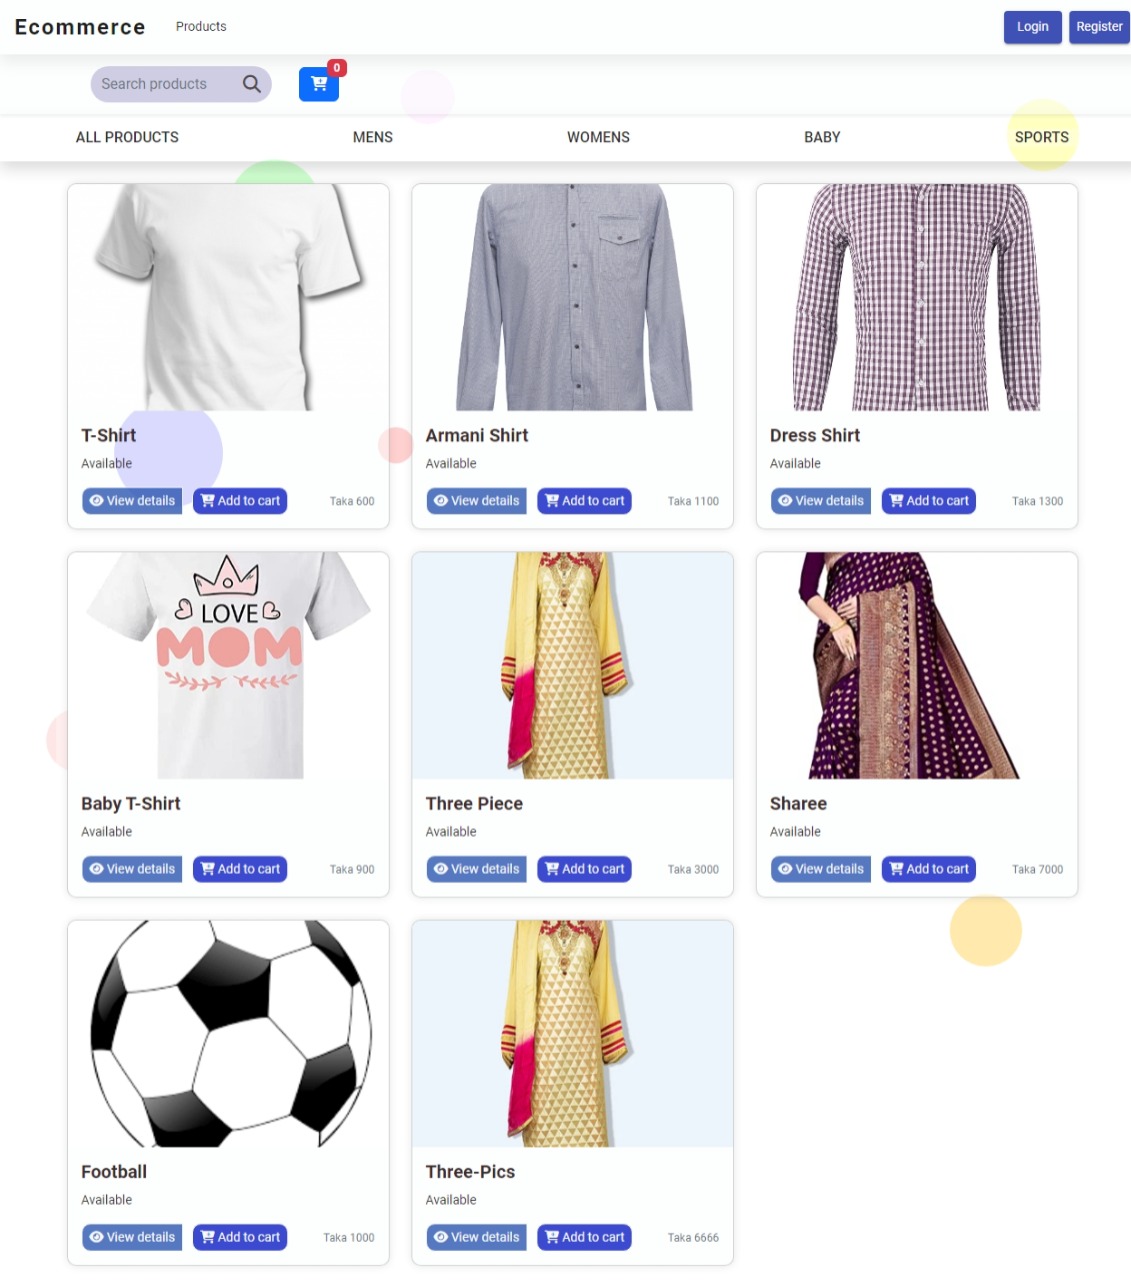 Ecommerce Products Login Register
Search products 0
ALL PRODUCTS MENS WOMENS BABY SPORTS
T-Shirt
Available
View details Add to cart Taka 600
Armani Shirt
Available
View details Add to cart Taka 1100
Dress Shirt
Available
View details Add to cart Taka 1300
LOVE
MOM
Baby T-Shirt
Available
View details Add to cart Taka 900
Three Piece
Available
View details Add to cart Taka 3000
Sharee
Available
View details Add to cart Taka 7000
Football
Available
View details Add to cart Taka 1000
Three-Pics
Available
View details Add to cart Taka 6666